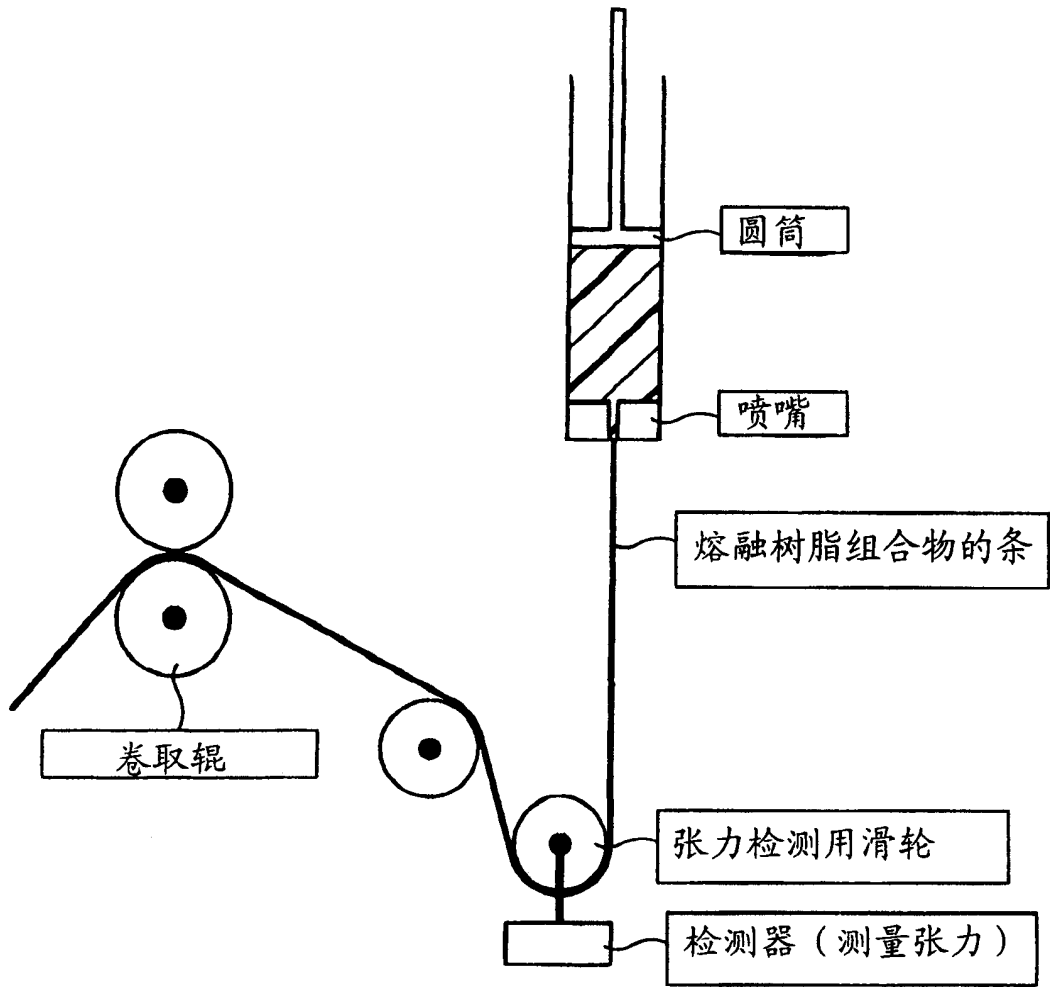 圆筒
喷嘴
熔融树脂组合物的条
卷取辊
张力检测用滑轮
检测器（测量张力）